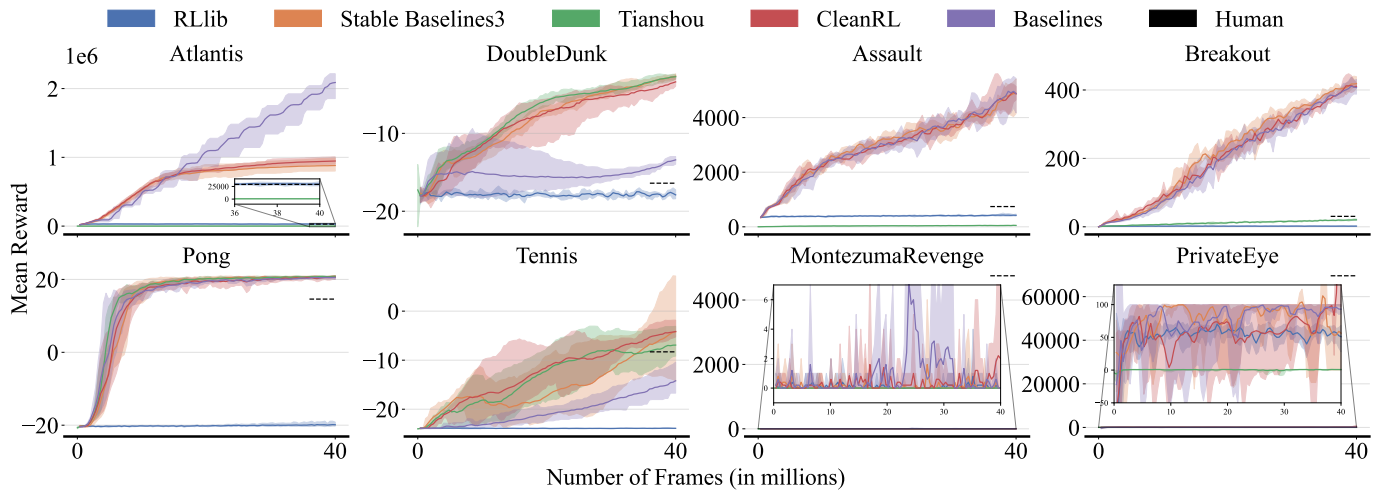 RLlib Stable Baselines3 Tianshou CleanRL Baselines Human
Mean Reward
1e6 Atlantis
2
1
0
25000
0
36 38 40
DoubleDunk
−10
−20
Assault
4000
2000
0
Breakout
400
200
0
Pong
20
0
−20
0 40
Tennis
0
−10
−20
0 40
MontezumaRevenge
4000
2000
0
6
4
2
0
0 10 20 30 40
0 40
PrivateEye
60000
40000
20000
0
100
50
0
−50
0 10 20 30 40
0 40
Number of Frames (in millions)